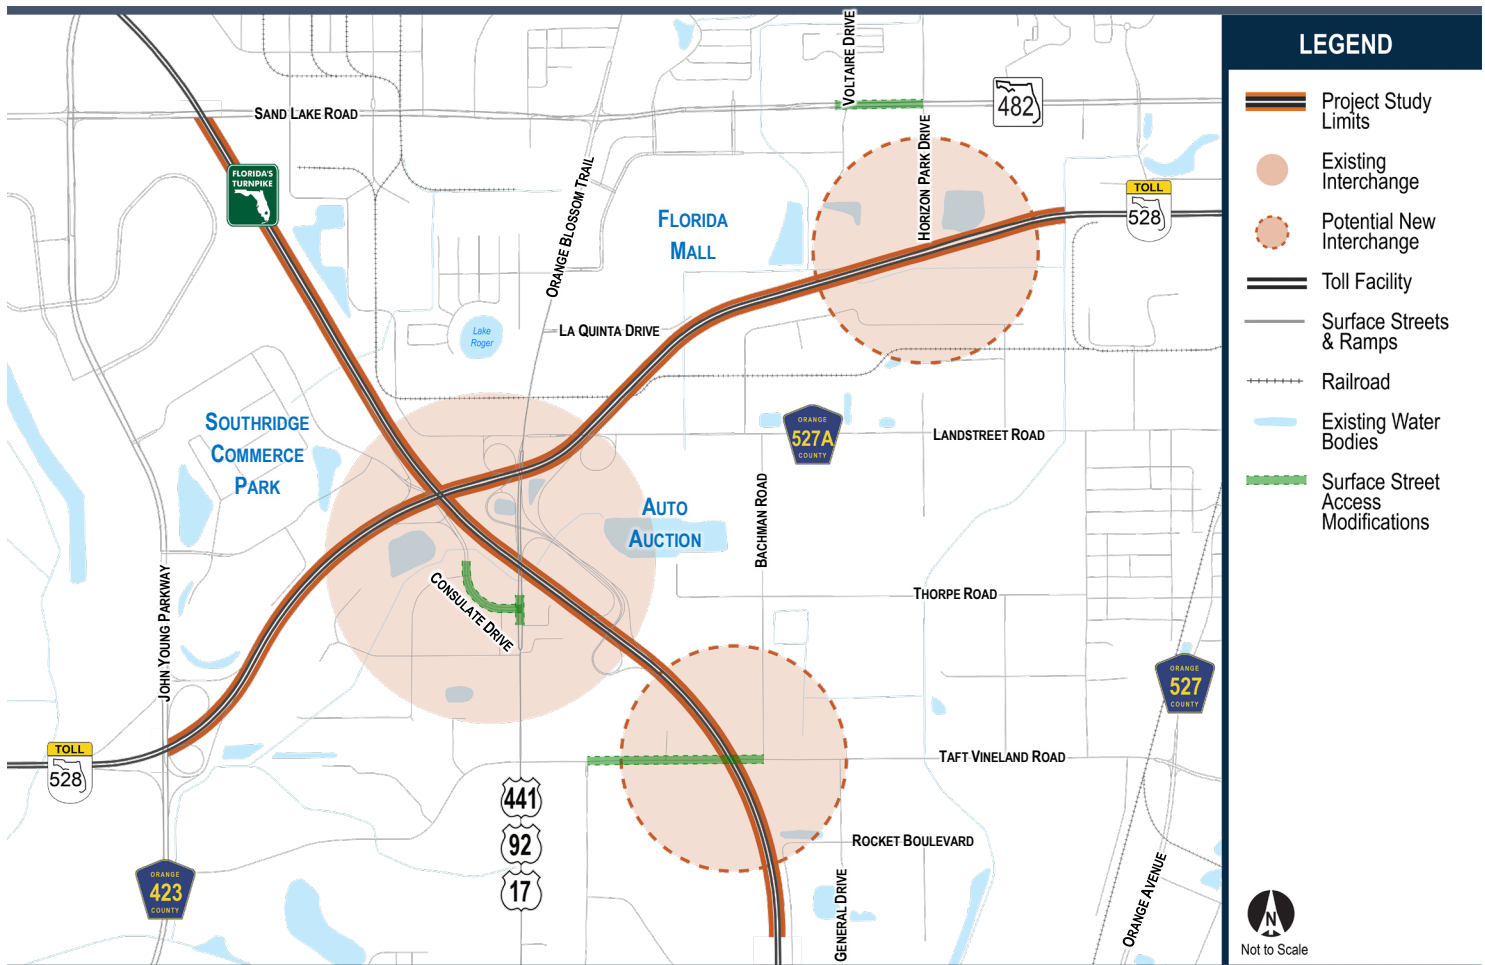 VOLTAIRE DRIVE
SAND LAKE ROAD
482
HORIZON PARK DRIVE
FLORIDA'S
TURNPIKE
ORANGE BLOSSOM TRAIL
FLORIDA
MALL
TOLL
528
Lake
Roger
LA QUINTA DRIVE
SOUTHRIDGE
COMMERCE
PARK
ORANGE
527A
COUNTY
LANDSTREET ROAD
AUTO
AUCTION
BACHMAN ROAD
CONSULATE DRIVE
THORPE ROAD
JOHN YOUNG PARKWAY
ORANGE
527
COUNTY
TOLL
528
TAFT VINELAND ROAD
441
92
17
ROCKET BOULEVARD
ORANGE
423
COUNTY
GENERAL DRIVE
ORANGE AVENUE
LEGEND
Project Study
Limits
Existing
Interchange
Potential New
Interchange
Toll Facility
Surface Streets
& Ramps
Railroad
Existing Water
Bodies
Surface Street
Access
Modifications
N
Not to Scale